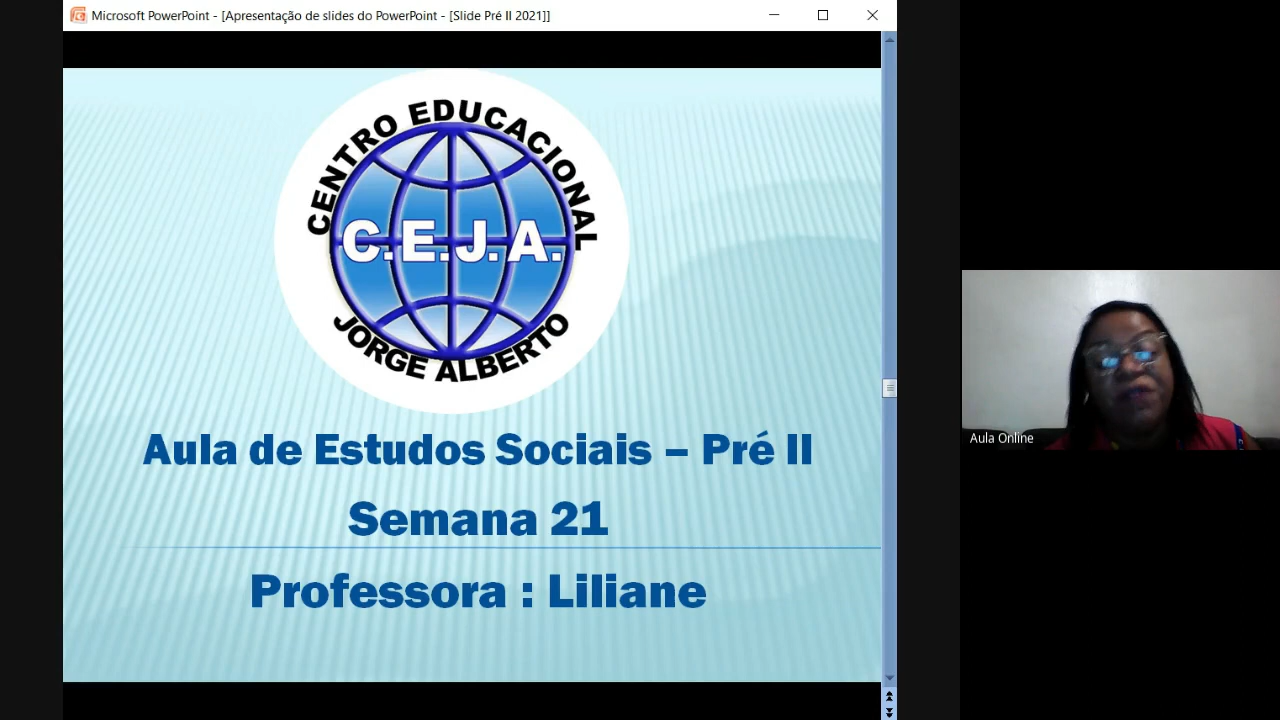 Microsoft PowerPoint - [Apresentação de slides do PowerPoint - [Slide Pré II 2021]]
CENTRO EDUCACIONAL
C.E.J.A.
JORGE ALBERTO
Aula de Estudos Sociais – Pré II
Semana 21
Professora : Liliane
Aula Online